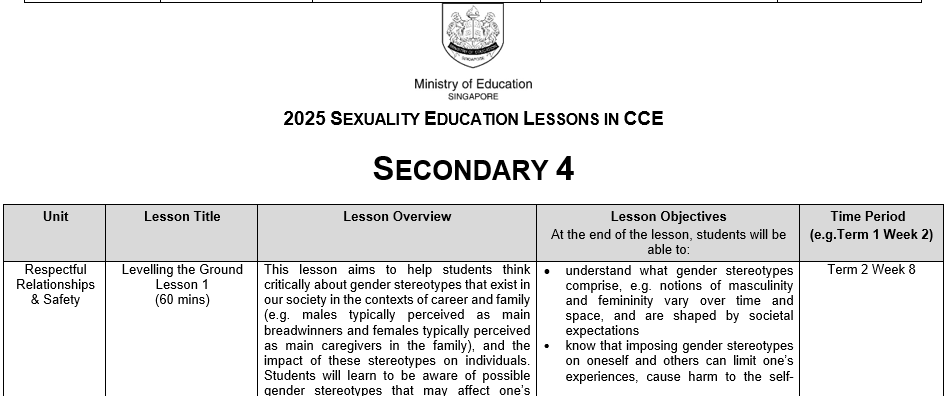 Ministry of Education
SINGAPORE
2025 SEXUALITY EDUCATION LESSONS IN CCE
SECONDARY 4
Unit
Lesson Title
Lesson Overview
Lesson Objectives
At the end of the lesson, students will be
able to:
Time Period
(e.g.Term 1 Week 2)
Respectful
Relationships
& Safety
Levelling the Ground
Lesson 1
(60 mins)
This lesson aims to help students think
critically about gender stereotypes that exist in
our society in the contexts of career and family
(e.g. males typically perceived as main
breadwinners and females typically perceived
as main caregivers in the family), and the
impact of these stereotypes on individuals.
Students will learn to be aware of possible
gender stereotypes that may affect one's
• understand what gender stereotypes
comprise, e.g. notions of masculinity
and femininity vary over time and
space, and are shaped by societal
expectations
• know that imposing gender stereotypes
on oneself and others can limit one's
experiences, cause harm to the self-
Term 2 Week 8